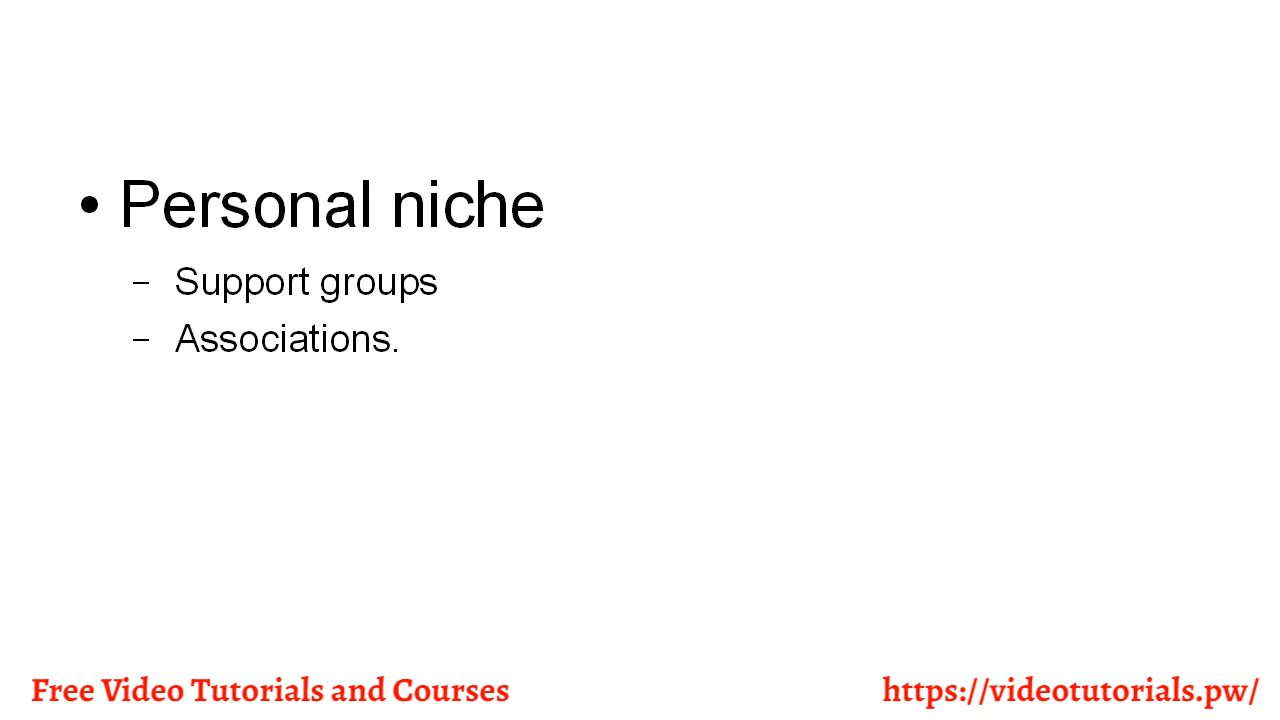 • Personal niche
– Support groups
– Associations.
Free Video Tutorials and Courses
https://videotutorials.pw/